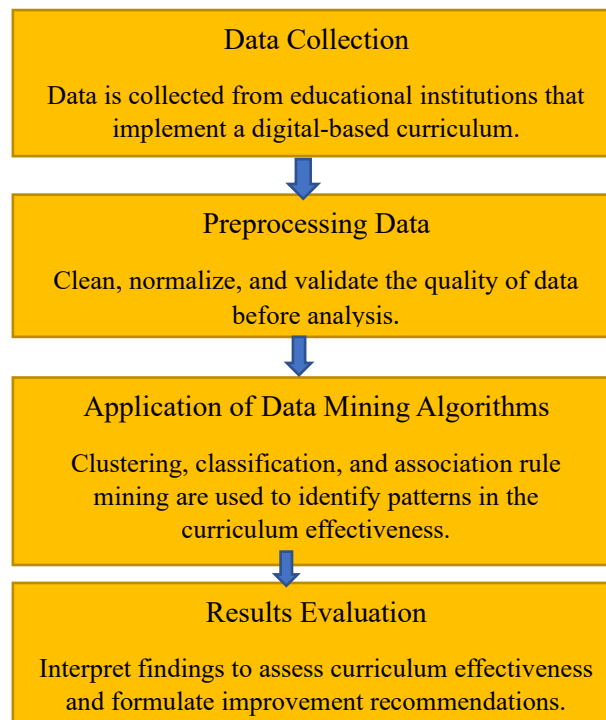 Data Collection
Data is collected from educational institutions that
implement a digital-based curriculum.
Preprocessing Data
Clean, normalize, and validate the quality of data
before analysis.
Application of Data Mining Algorithms
Clustering, classification, and association rule
mining are used to identify patterns in the
curriculum effectiveness.
Results Evaluation
Interpret findings to assess curriculum effectiveness
and formulate improvement recommendations.